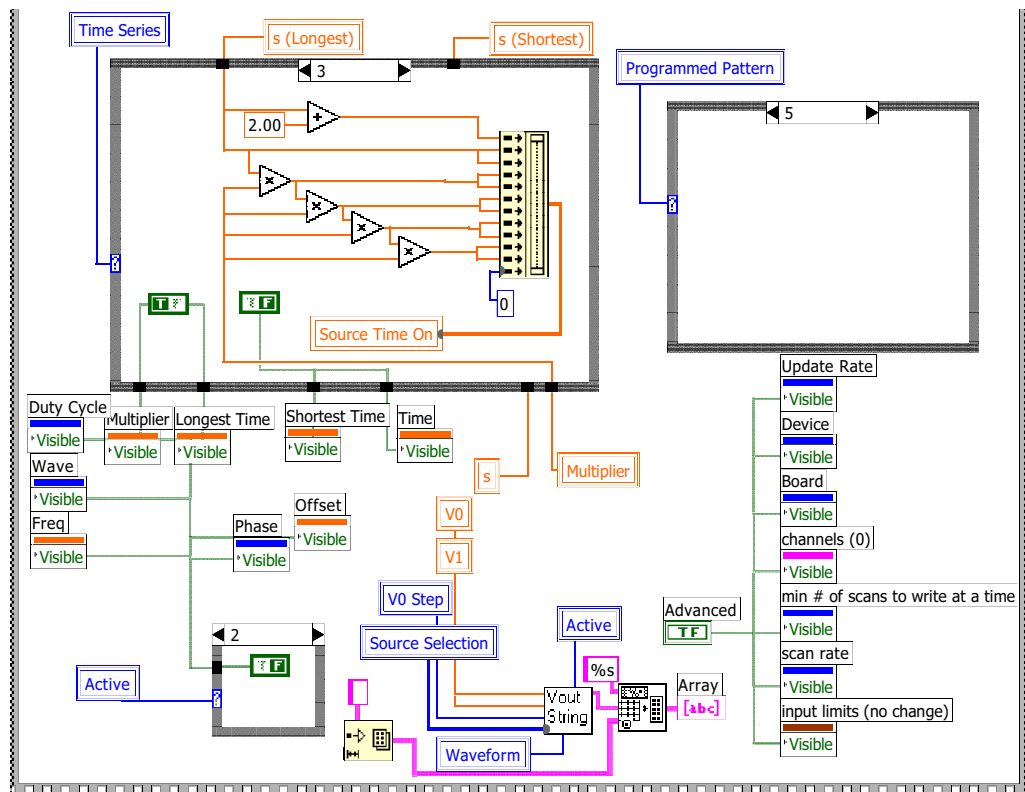 Time Series
s (Longest)
s (Shortest)
Programmed Pattern
3
5
2.00
+
x
x
x
x
0
T
F
Source Time On
Update Rate
Visible
Duty Cycle
Visible
Multiplier
Visible
Longest Time
Visible
Shortest Time
Visible
Time
Visible
Device
Visible
Wave
Visible
s
Multiplier
Board
Visible
Freq
Visible
Phase
Visible
Offset
Visible
V0
V1
channels (0)
Visible
V0 Step
Source Selection
Active
Advanced
TF
min # of scans to write at a time
Visible
2
F
Active
%s
Vout
String
Array
[abc]
scan rate
Visible
Waveform
input limits (no change)
Visible